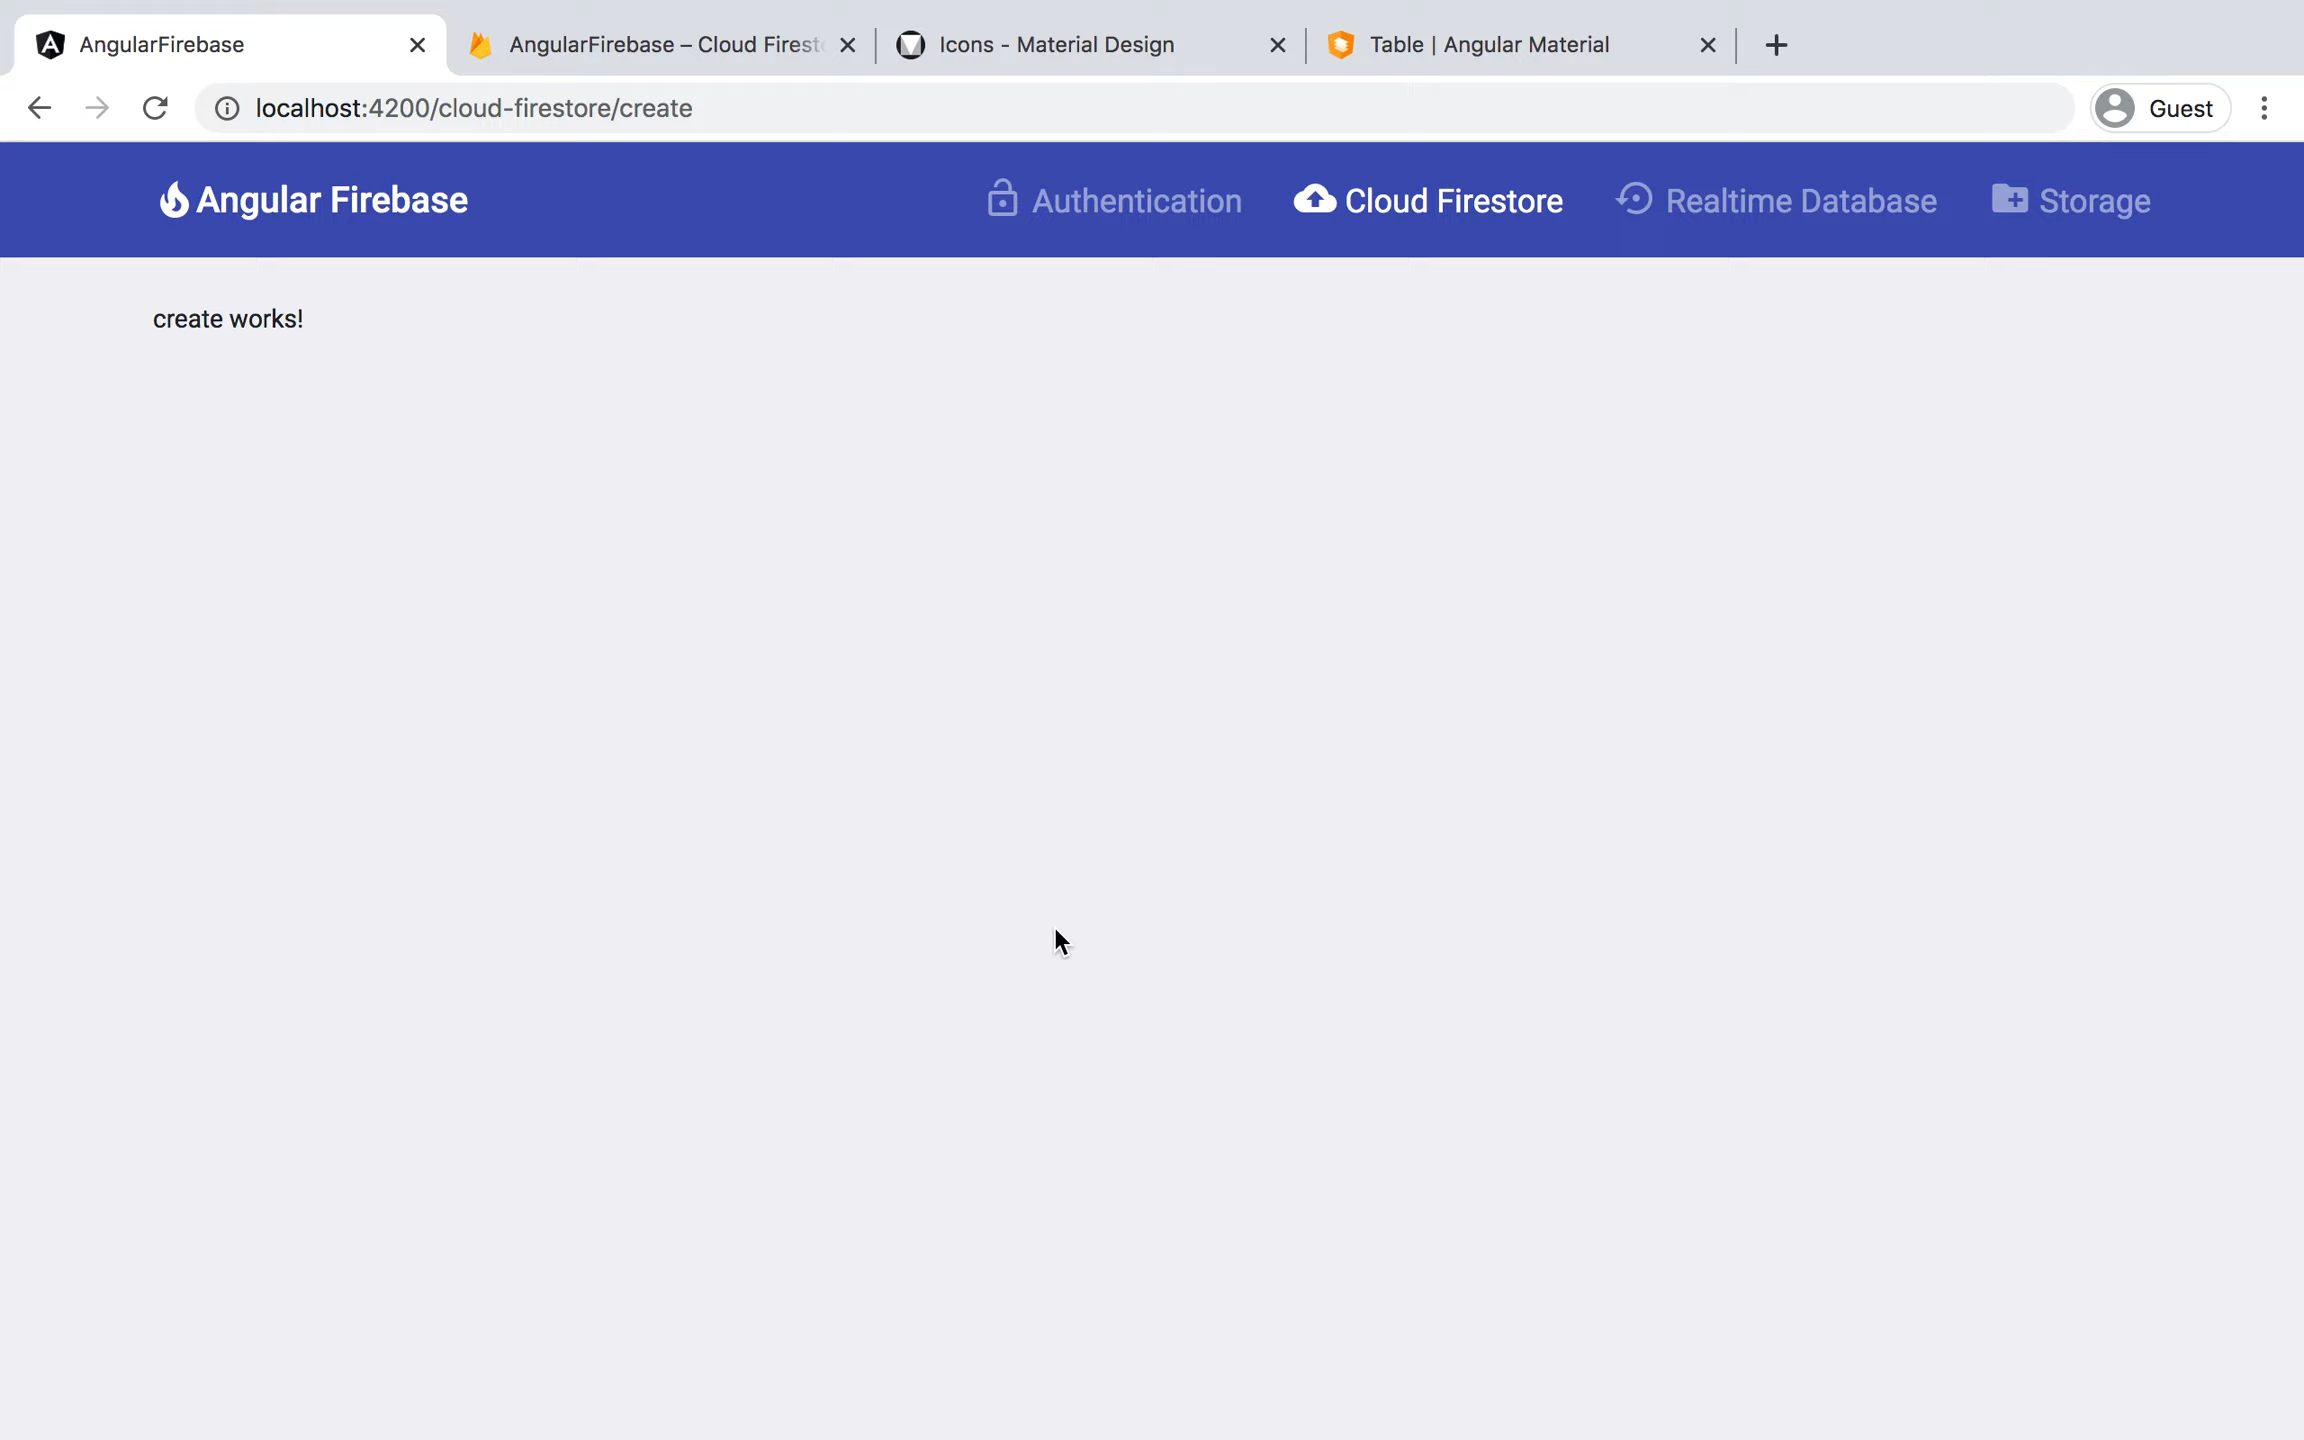 AngularFirebase
AngularFirebase – Cloud Firest
Icons - Material Design
Table | Angular Material
localhost:4200/cloud-firestore/create
Guest
Angular Firebase
Authentication
Cloud Firestore
Realtime Database
Storage
create works!